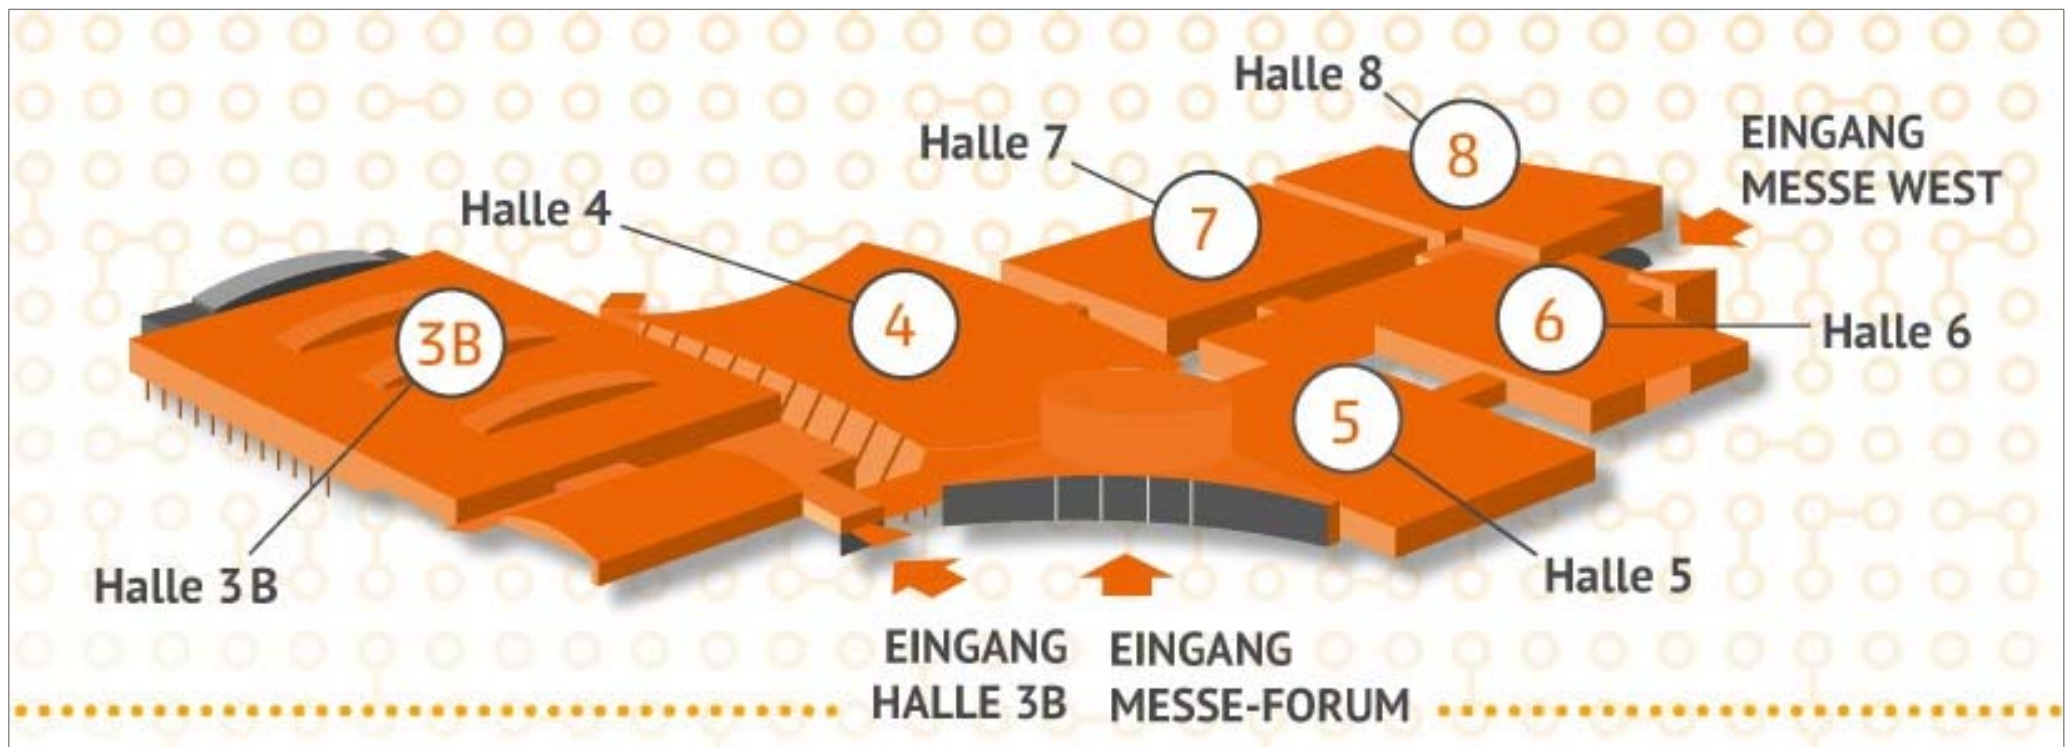 Halle 8
8
EINGANG
MESSE WEST
Halle 7
7
Halle 4
4
3B
6
Halle 6
5
Halle 3B
Halle 5
EINGANG
HALLE 3B
EINGANG
MESSE-FORUM